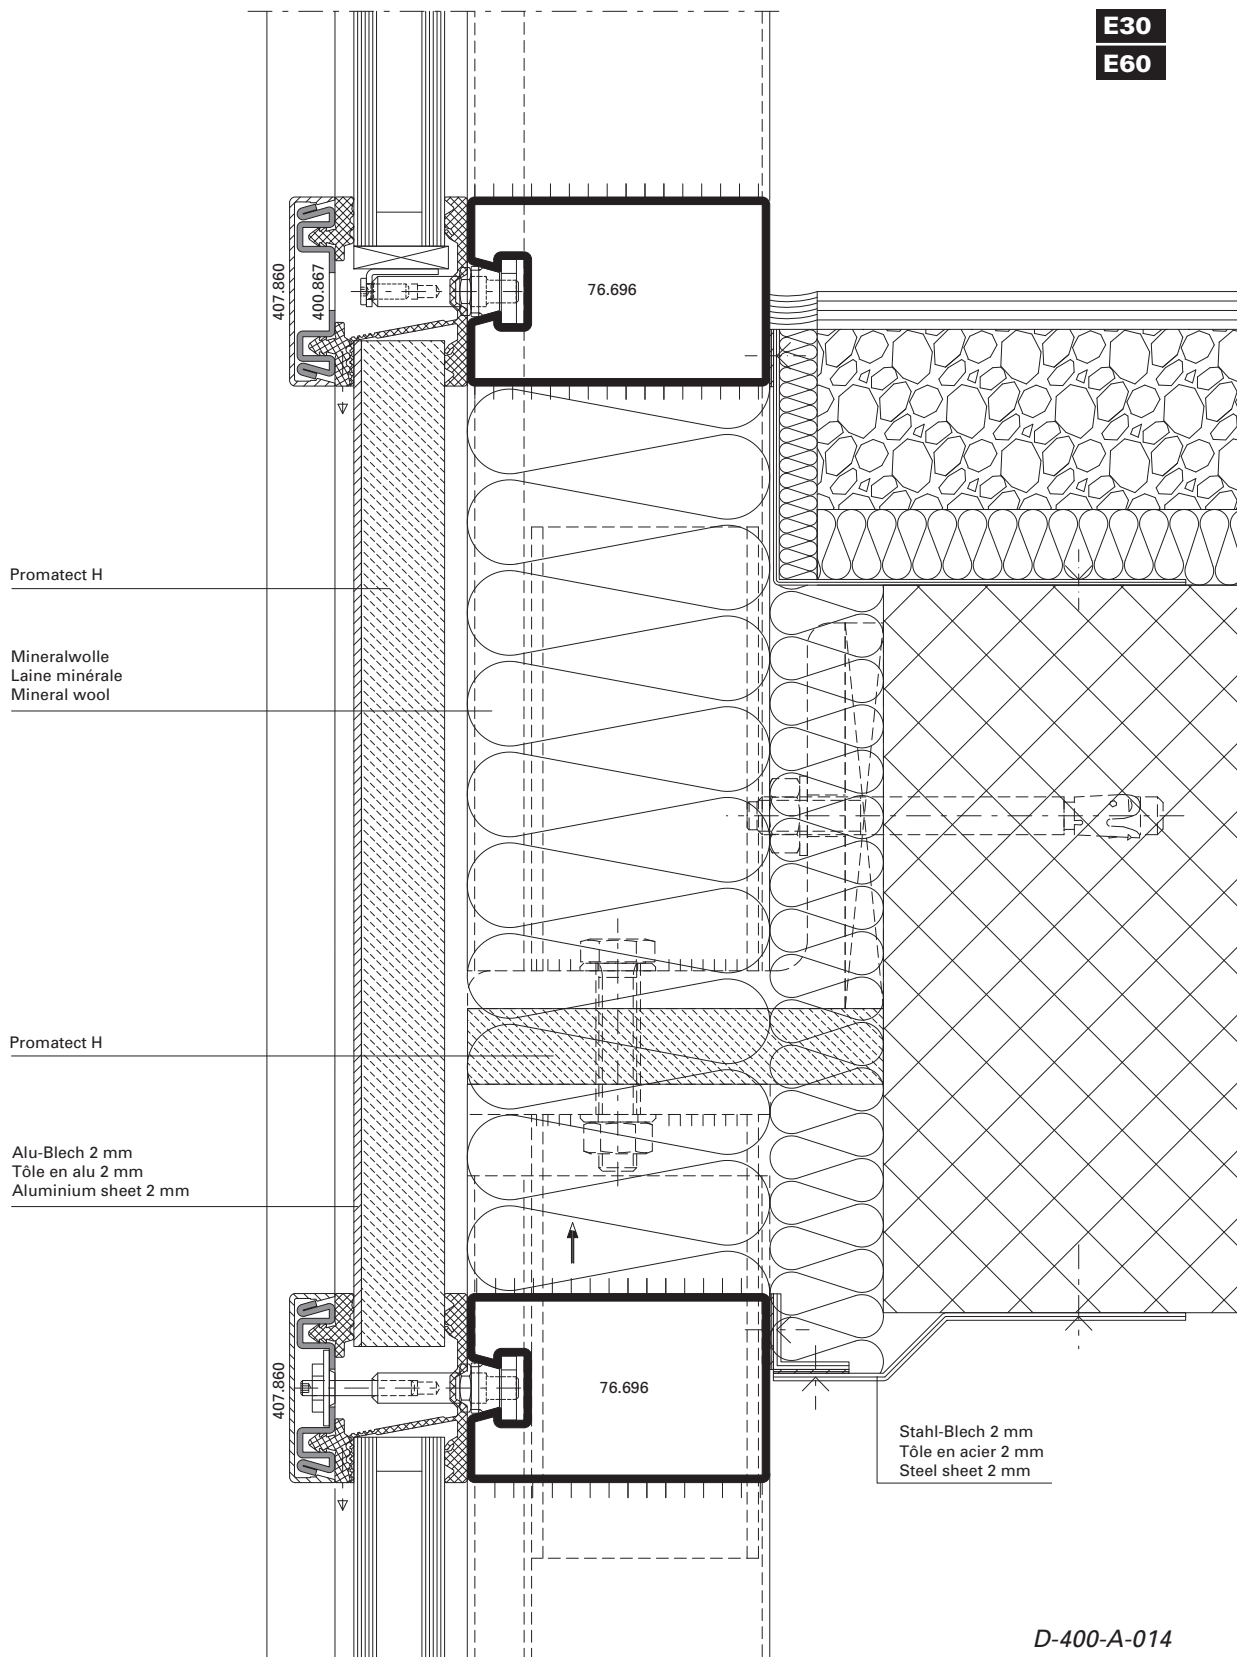 E30
E60
407.860
400.867
76.696
Promatect H
Mineralwolle
Laine minérale
Mineral wool
Promatect H
Alu-Blech 2 mm
Tôle en alu 2 mm
Aluminium sheet 2 mm
407.860
76.696
Stahl-Blech 2 mm
Tôle en acier 2 mm
Steel sheet 2 mm
D-400-A-014